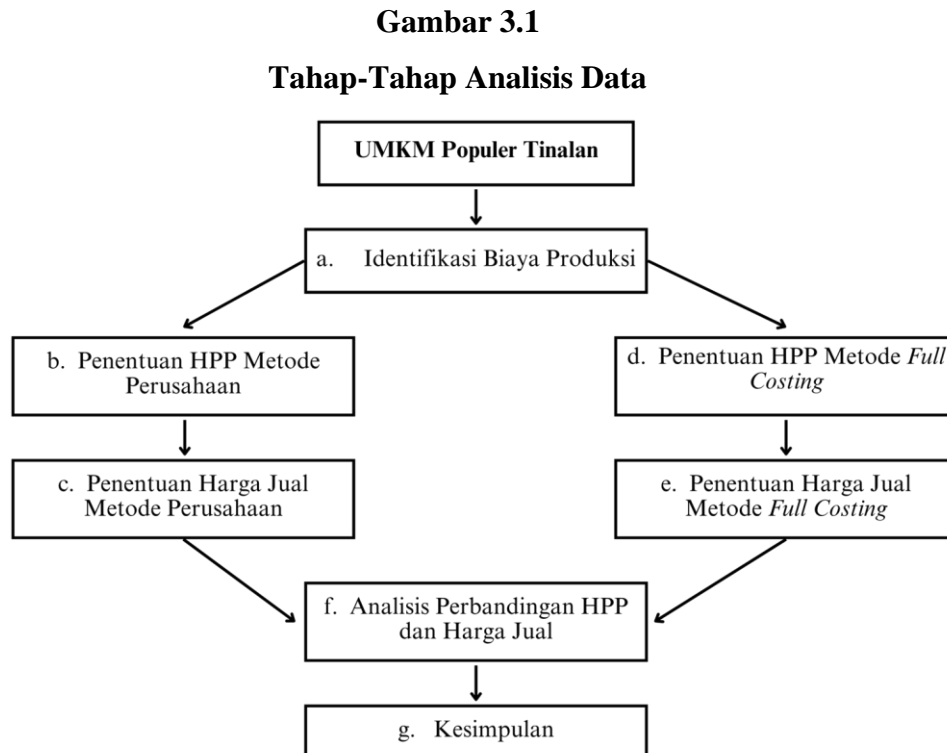 Gambar 3.1
Tahap-Tahap Analisis Data
UMKM Populer Tinalan
a. Identifikasi Biaya Produksi
b. Penentuan HPP Metode
Perusahaan
c. Penentuan Harga Jual
Metode Perusahaan
d. Penentuan HPP Metode Full
Costing
e. Penentuan Harga Jual
Metode Full Costing
f. Analisis Perbandingan HPP
dan Harga Jual
g. Kesimpulan